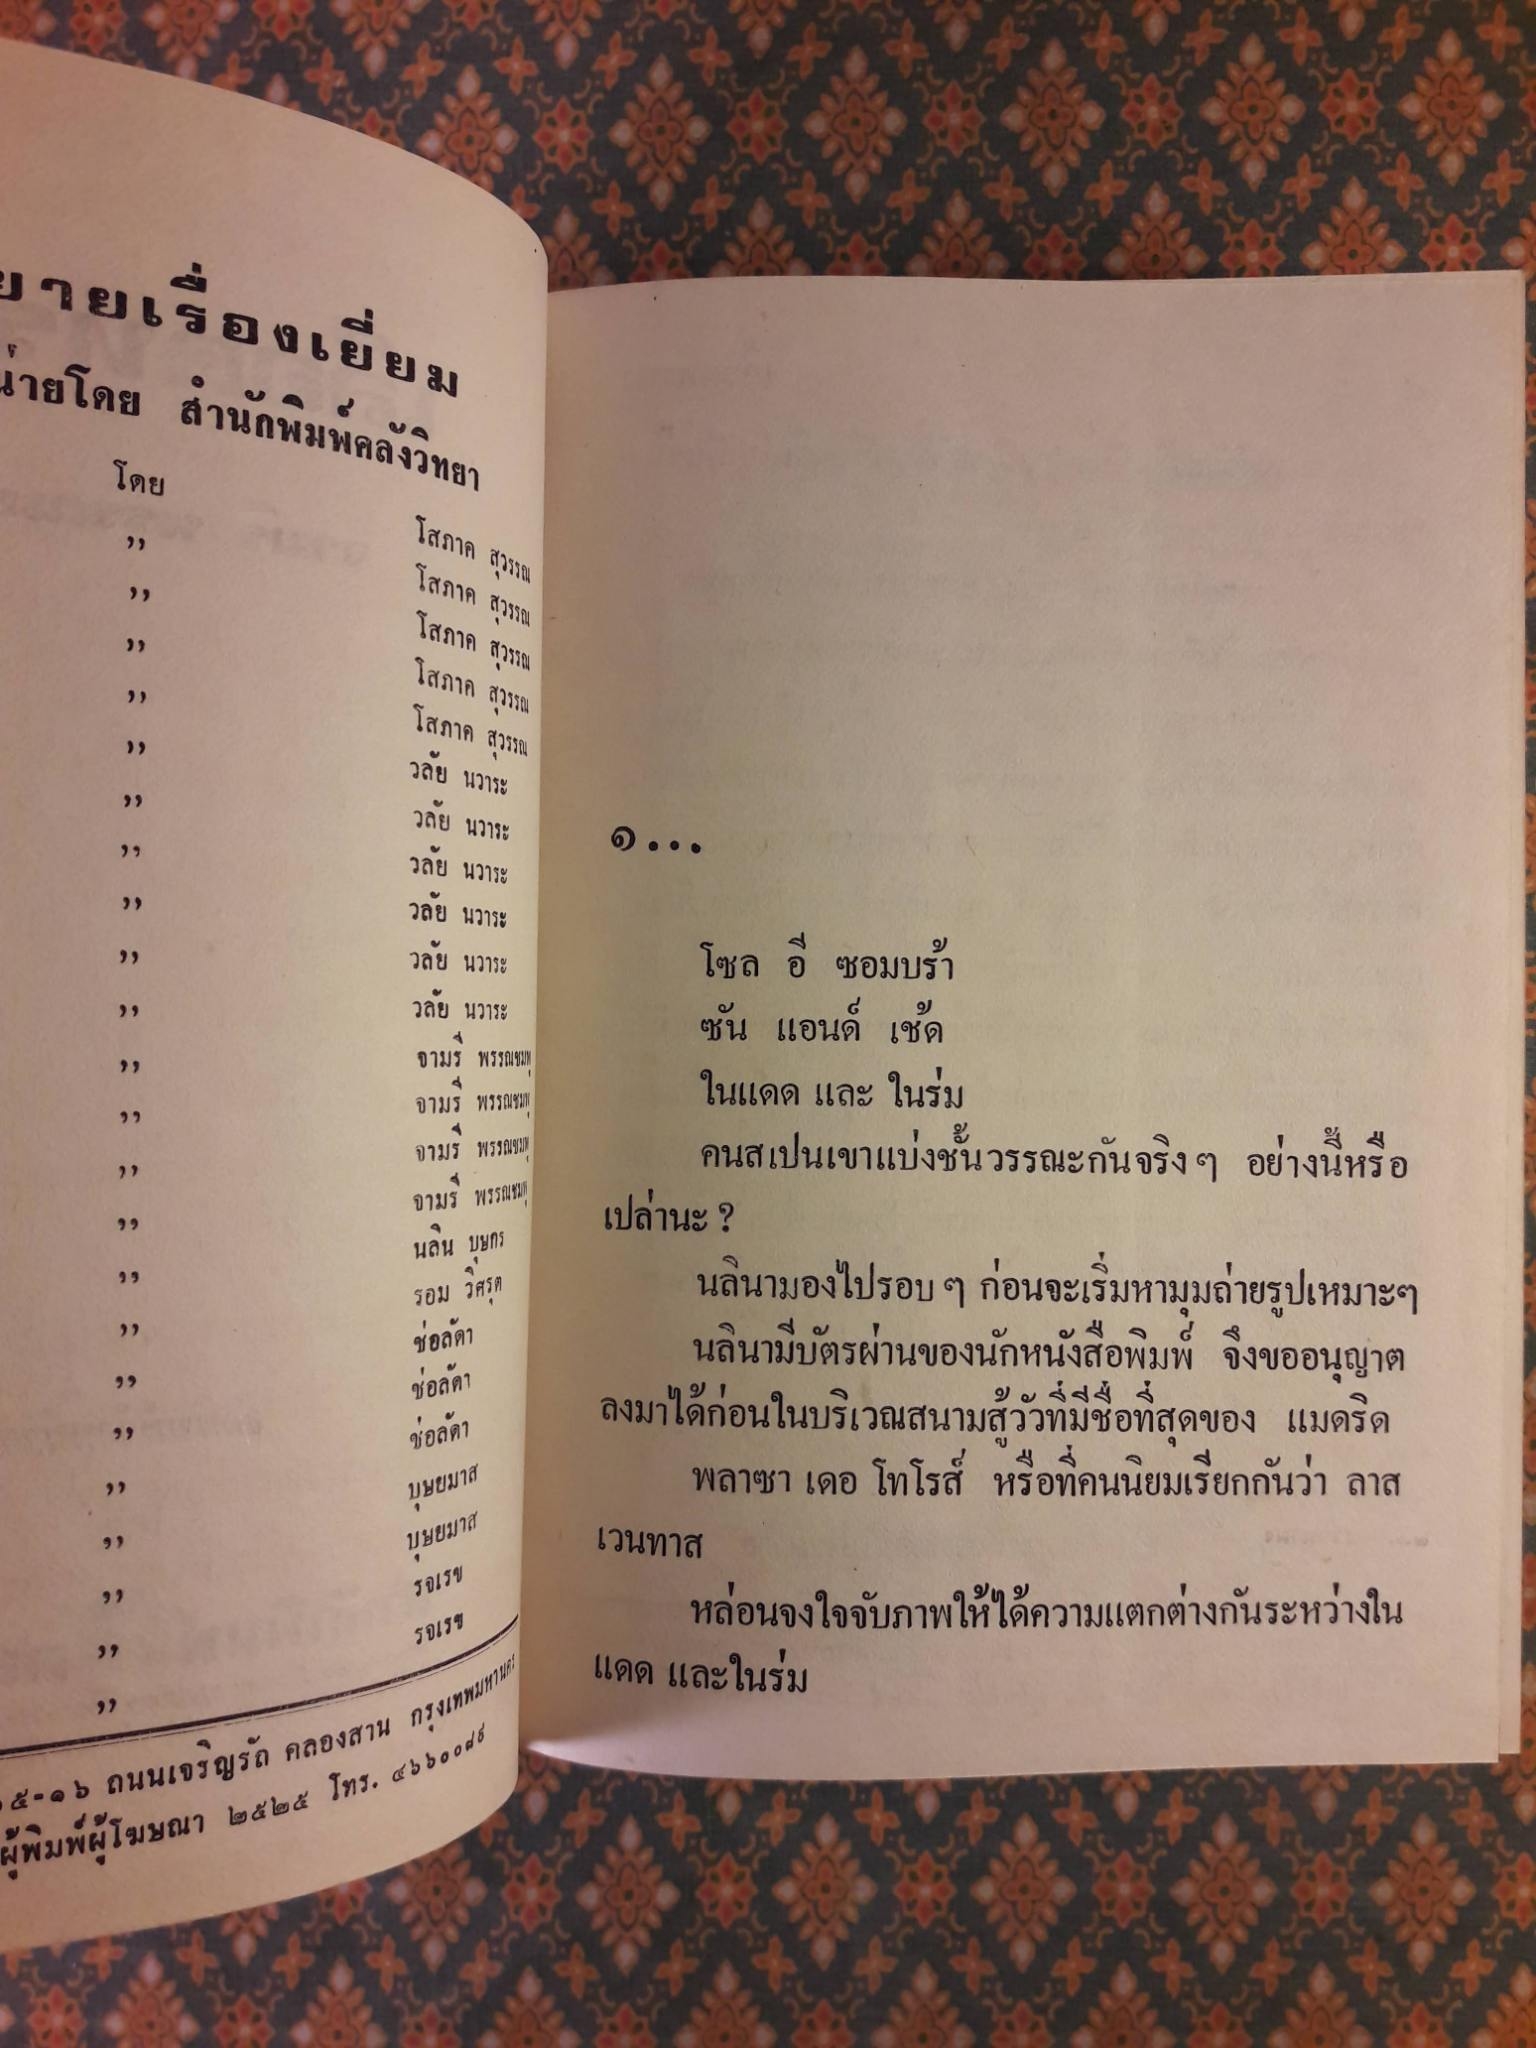 ยายเรื่องเยี่ยม
น่ายโดย สำนักพิมพ์คลังวิทยา
โดย
,, โสภาค สุวรรณ
,, โสภาค สุวรรณ
,, โสภาค สุวรรณ
,, โสภาค สุวรรณ
,, โสภาค สุวรรณ
,, วลัย นวาระ
,, วลัย นวาระ
,, วลัย นวาระ
,, วลัย นวาระ
,, วลัย นวาระ
,, วลัย นวาระ
,, จามรี พรรณชมพู
,, จามรี พรรณชมพู
,, จามรี พรรณชมพู
,, จามรี พรรณชมพู
,, นลิน บุษกร
,, รอม วิศรุต
,, ช่อลัดา
,, ช่อลัดา
,, ช่อลัดา
,, บุษยมาส
,, บุษยมาส
,, รจเรข
,, รจเรข
๕-๑๖ ถนนเจริญรัถ คลองสาน กรุงเทพมหานคร
ผู้พิมพ์ผู้โฆษณา ๒๕๒๕ โทร. ๔๖๖๐๐๘๙
๑...
โซล อี ซอมบร้า
ซัน แอนด์ เช้ด
ในแดด และ ในร่ม
คนสเปนเขาแบ่งชั้นวรรณะกันจริง ๆ อย่างนี้หรือ
เปล่านะ ?
นลินามองไปรอบ ๆ ก่อนจะเริ่มหามุมถ่ายรูปเหมาะๆ
นลินามีบัตรผ่านของนักหนังสือพิมพ์ จึงขออนุญาต
ลงมาได้ก่อนในบริเวณสนามสู้วัวที่มีชื่อที่สุดของ แมดริด
พลาซา เดอ โทโรส์ หรือที่คนนิยมเรียกกันว่า ลาส
เวนทาส
หล่อนจงใจจับภาพให้ได้ความแตกต่างกันระหว่างใน
แดด และในร่ม